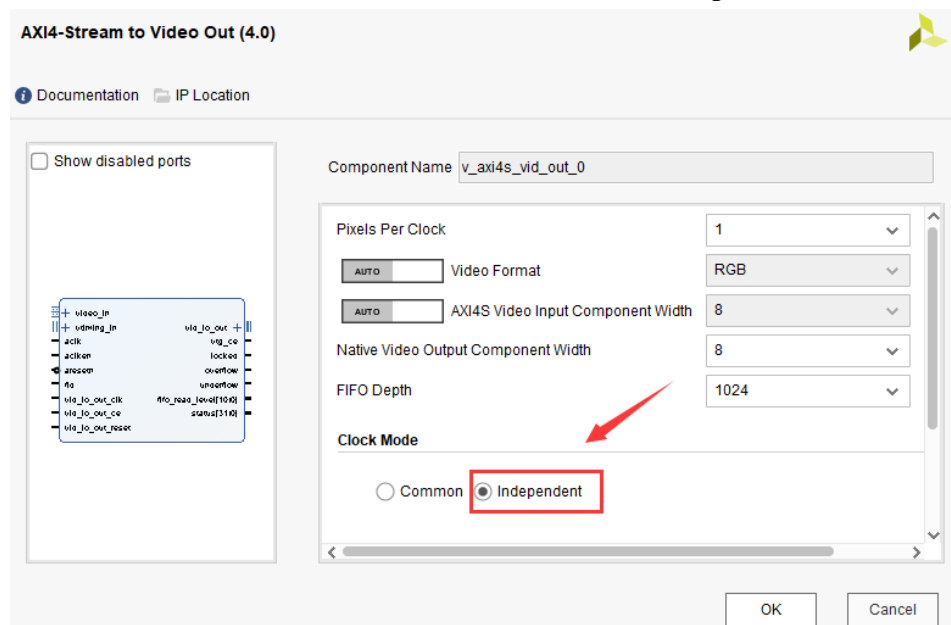 AXI4-Stream to Video Out (4.0)
Documentation IP Location
Show disabled ports
Component Name v_axi4s_vid_out_0
Pixels Per Clock 1
AUTO Video Format RGB
AUTO AXI4S Video Input Component Width 8
Native Video Output Component Width 8
FIFO Depth 1024
Clock Mode
Common Independent
video_in
vtiming_in vid_io_out
aclk vtg_ce
aclken locked
aresetn overflow
fid underflow
vid_io_out_clk fifo_read_level[10:0]
vid_io_out_ce status[31:0]
vid_io_out_reset
OK Cancel